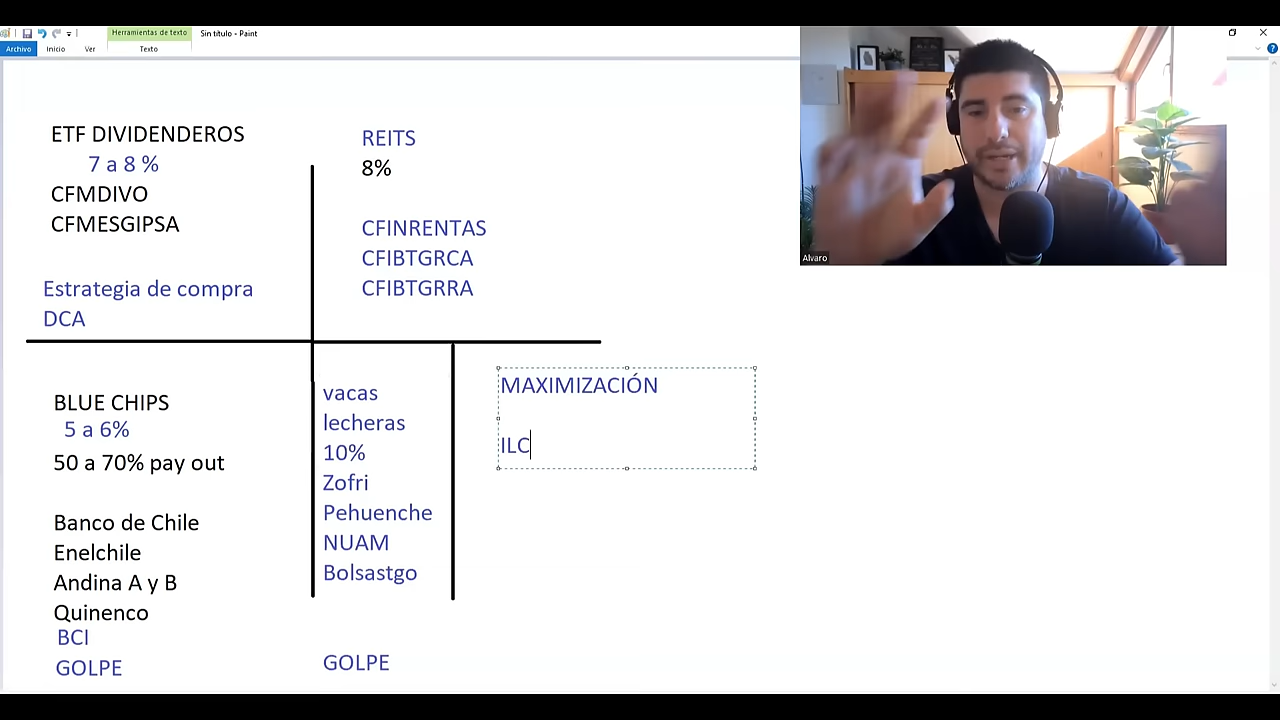 Herramientas de texto
Sin título - Paint
Archivo
Inicio
Ver
Texto
ETF DIVIDENDEROS
7 a 8 %
CFMDIVO
CFMESGIPSA
Estrategia de compra
DCA
REITS
8%
CFINRENTAS
CFIBTGRCA
CFIBTGRRA
Alvaro
BLUE CHIPS
5 a 6%
50 a 70% pay out
Banco de Chile
Enelchile
Andina A y B
Quinenco
BCI
GOLPE
vacas
lecheras
10%
Zofri
Pehuenche
NUAM
Bolsastgo
GOLPE
MAXIMIZACIÓN
ILC